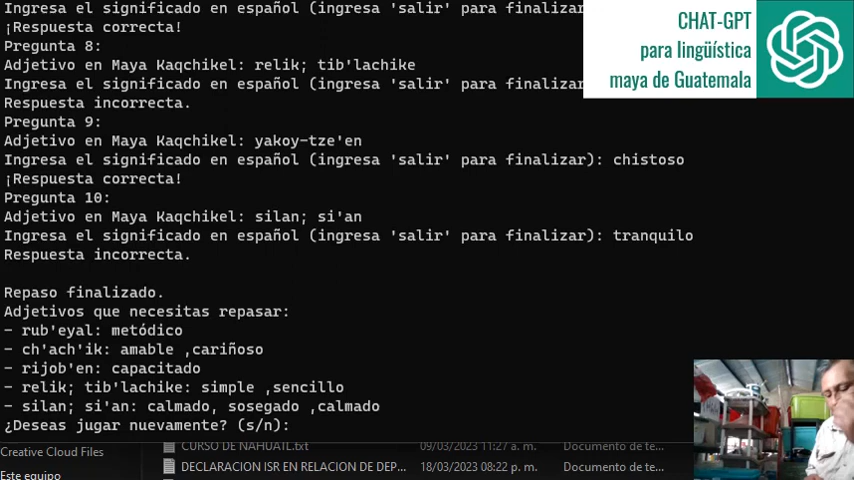 Ingresa el significado en español (ingresa 'salir' para finalizar
¡Respuesta correcta!
Pregunta 8:
Adjetivo en Maya Kaqchikel: relik; tib'lachike
Ingresa el significado en español (ingresa 'salir' para finalizar
Respuesta incorrecta.
Pregunta 9:
Adjetivo en Maya Kaqchikel: yakoy-tze'en
Ingresa el significado en español (ingresa 'salir' para finalizar): chistoso
¡Respuesta correcta!
Pregunta 10:
Adjetivo en Maya Kaqchikel: silan; si'an
Ingresa el significado en español (ingresa 'salir' para finalizar): tranquilo
Respuesta incorrecta.
Repaso finalizado.
Adjetivos que necesitas repasar:
- rub'eyal: metódico
- ch'ach'ik: amable ,cariñoso
- rijob'en: capacitado
- relik; tib'lachike: simple ,sencillo
- silan; si'an: calmado, sosegado ,calmado
¿Deseas jugar nuevamente? (s/n):
CHAT-GPT
para lingüística
maya de Guatemala
Creative Cloud Files
Este equipo
CURSO DE NAHUATL.txt 09/03/2023 11:27 a. m. Documento de te...
DECLARACION ISR EN RELACION DE DEP... 18/03/2023 08:22 p. m. Documento de te...